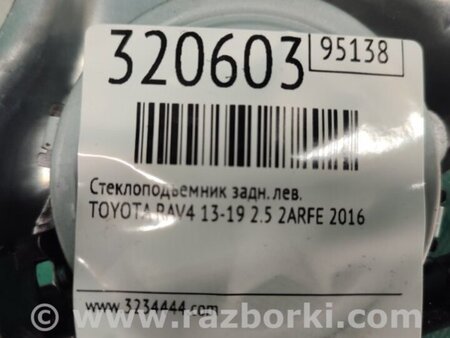 320603 95138
Стеклоподъемник задн. лев.
TOYOTA RAV4 13-19 2.5 2ARFE 2016
www.3234444.com
© www.razborki.com